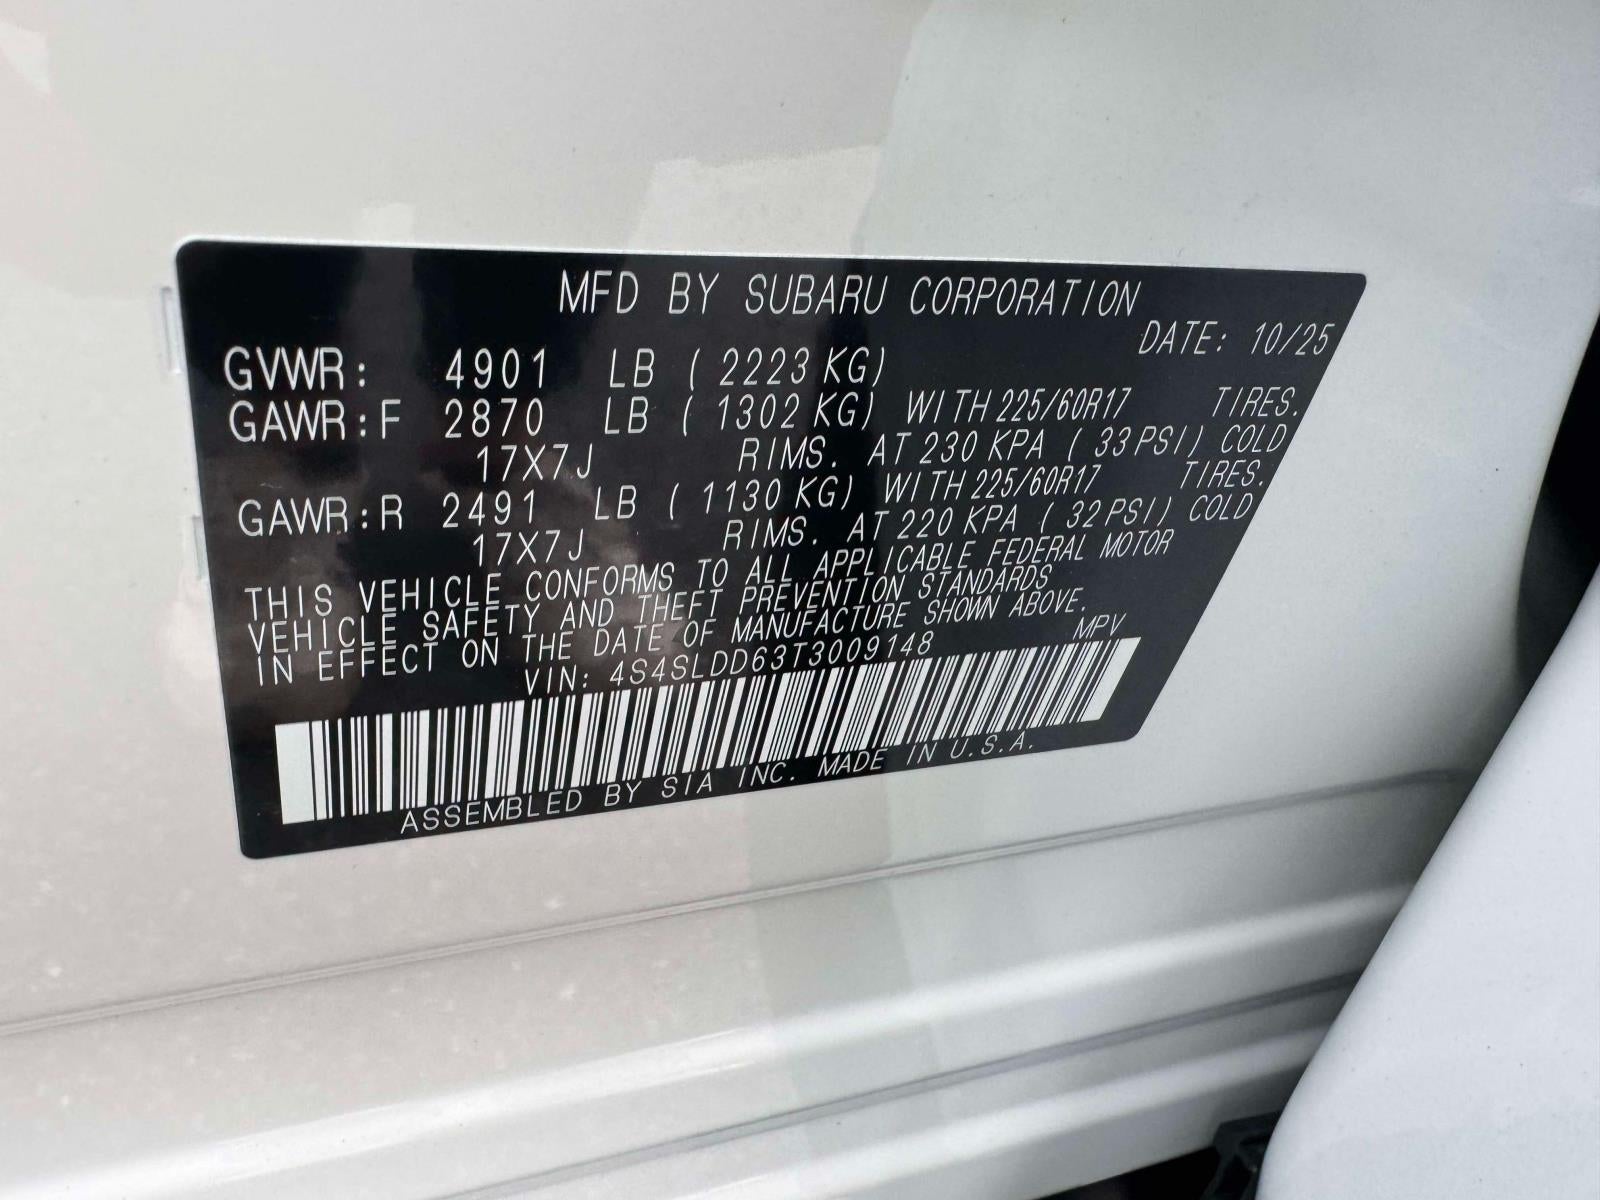 MFD BY SUBARU CORPORATION
DATE: 10/25
GVWR: 4901 LB ( 2223 KG)
GAWR:F 2870 LB ( 1302 KG) WITH 225/60R17 TIRES.
17X7J RIMS. AT 230 KPA ( 33 PSI) COLD
GAWR:R 2491 LB ( 1130 KG) WITH 225/60R17 TIRES.
17X7J RIMS. AT 220 KPA ( 32 PSI) COLD
THIS VEHICLE CONFORMS TO ALL APPLICABLE FEDERAL MOTOR
VEHICLE SAFETY AND THEFT PREVENTION STANDARDS
IN EFFECT ON THE DATE OF MANUFACTURE SHOWN ABOVE.
VIN: 4S4SLDD63T3009148 MPV
ASSEMBLED BY SIA INC. MADE IN U.S.A.